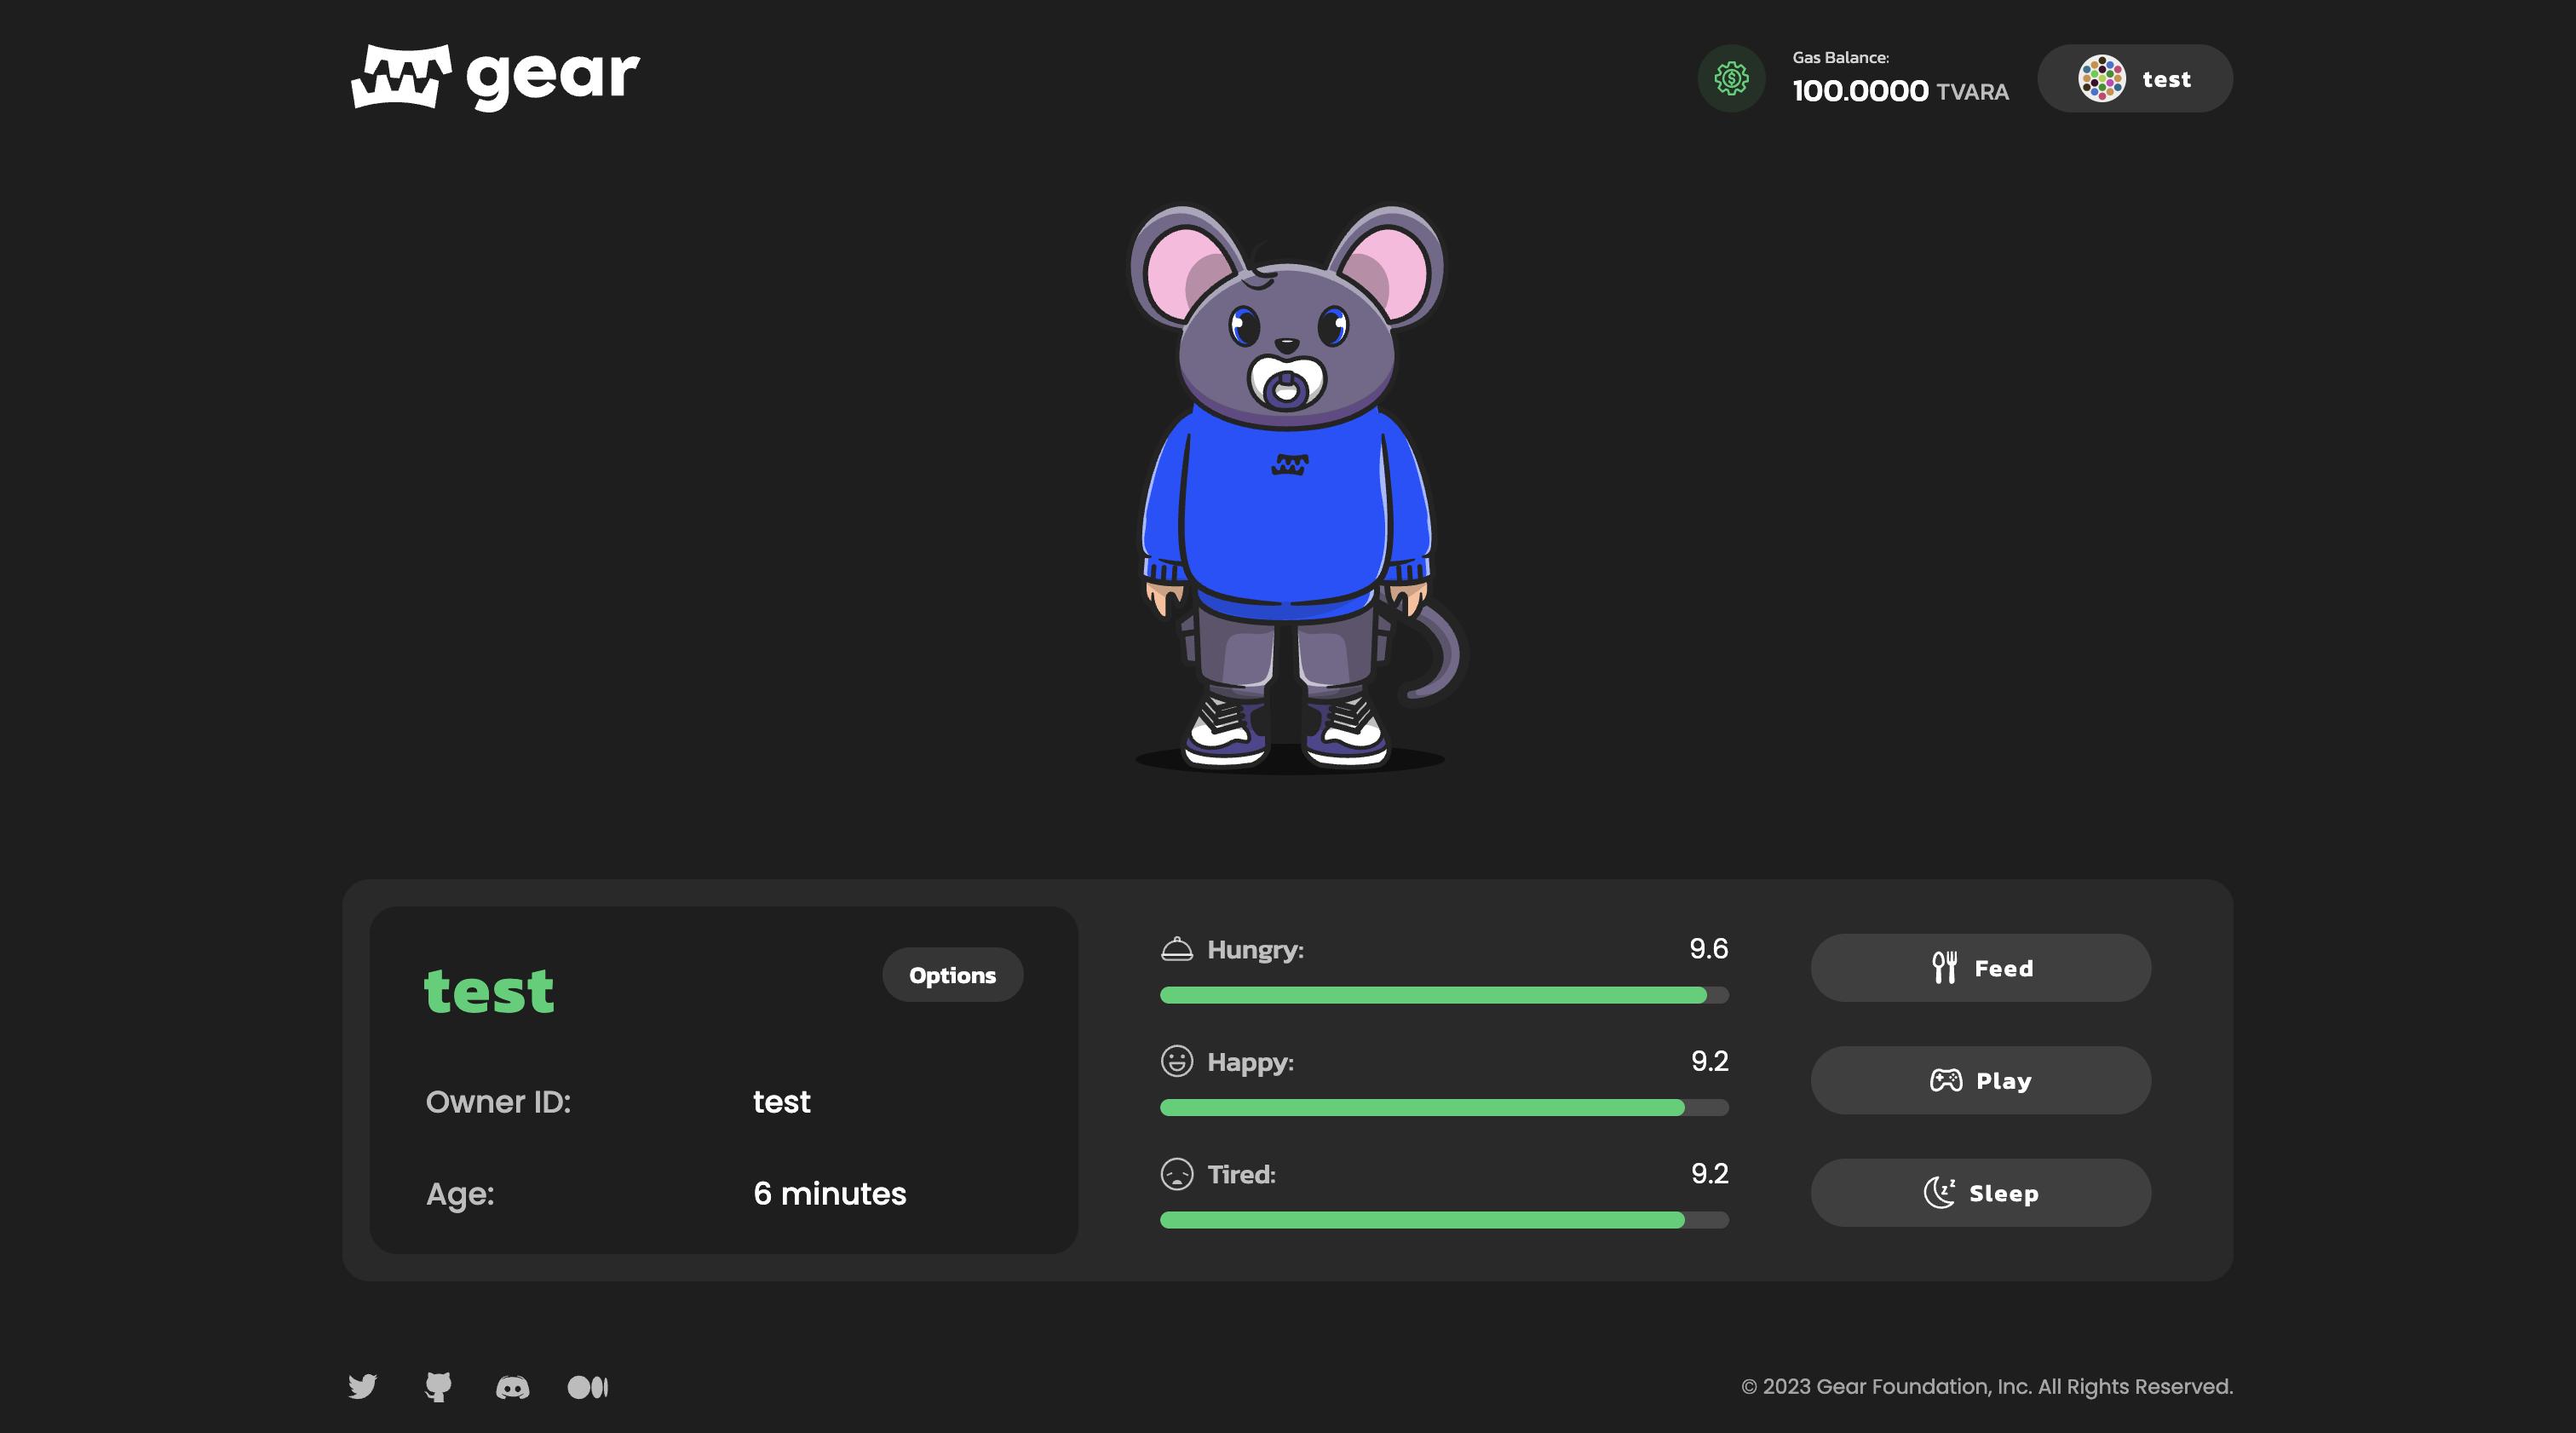 gear
Gas Balance:
100.0000 TVARA
test
test
Options
Owner ID: test
Age: 6 minutes
Hungry: 9.6
Happy: 9.2
Tired: 9.2
Feed
Play
Sleep
© 2023 Gear Foundation, Inc. All Rights Reserved.